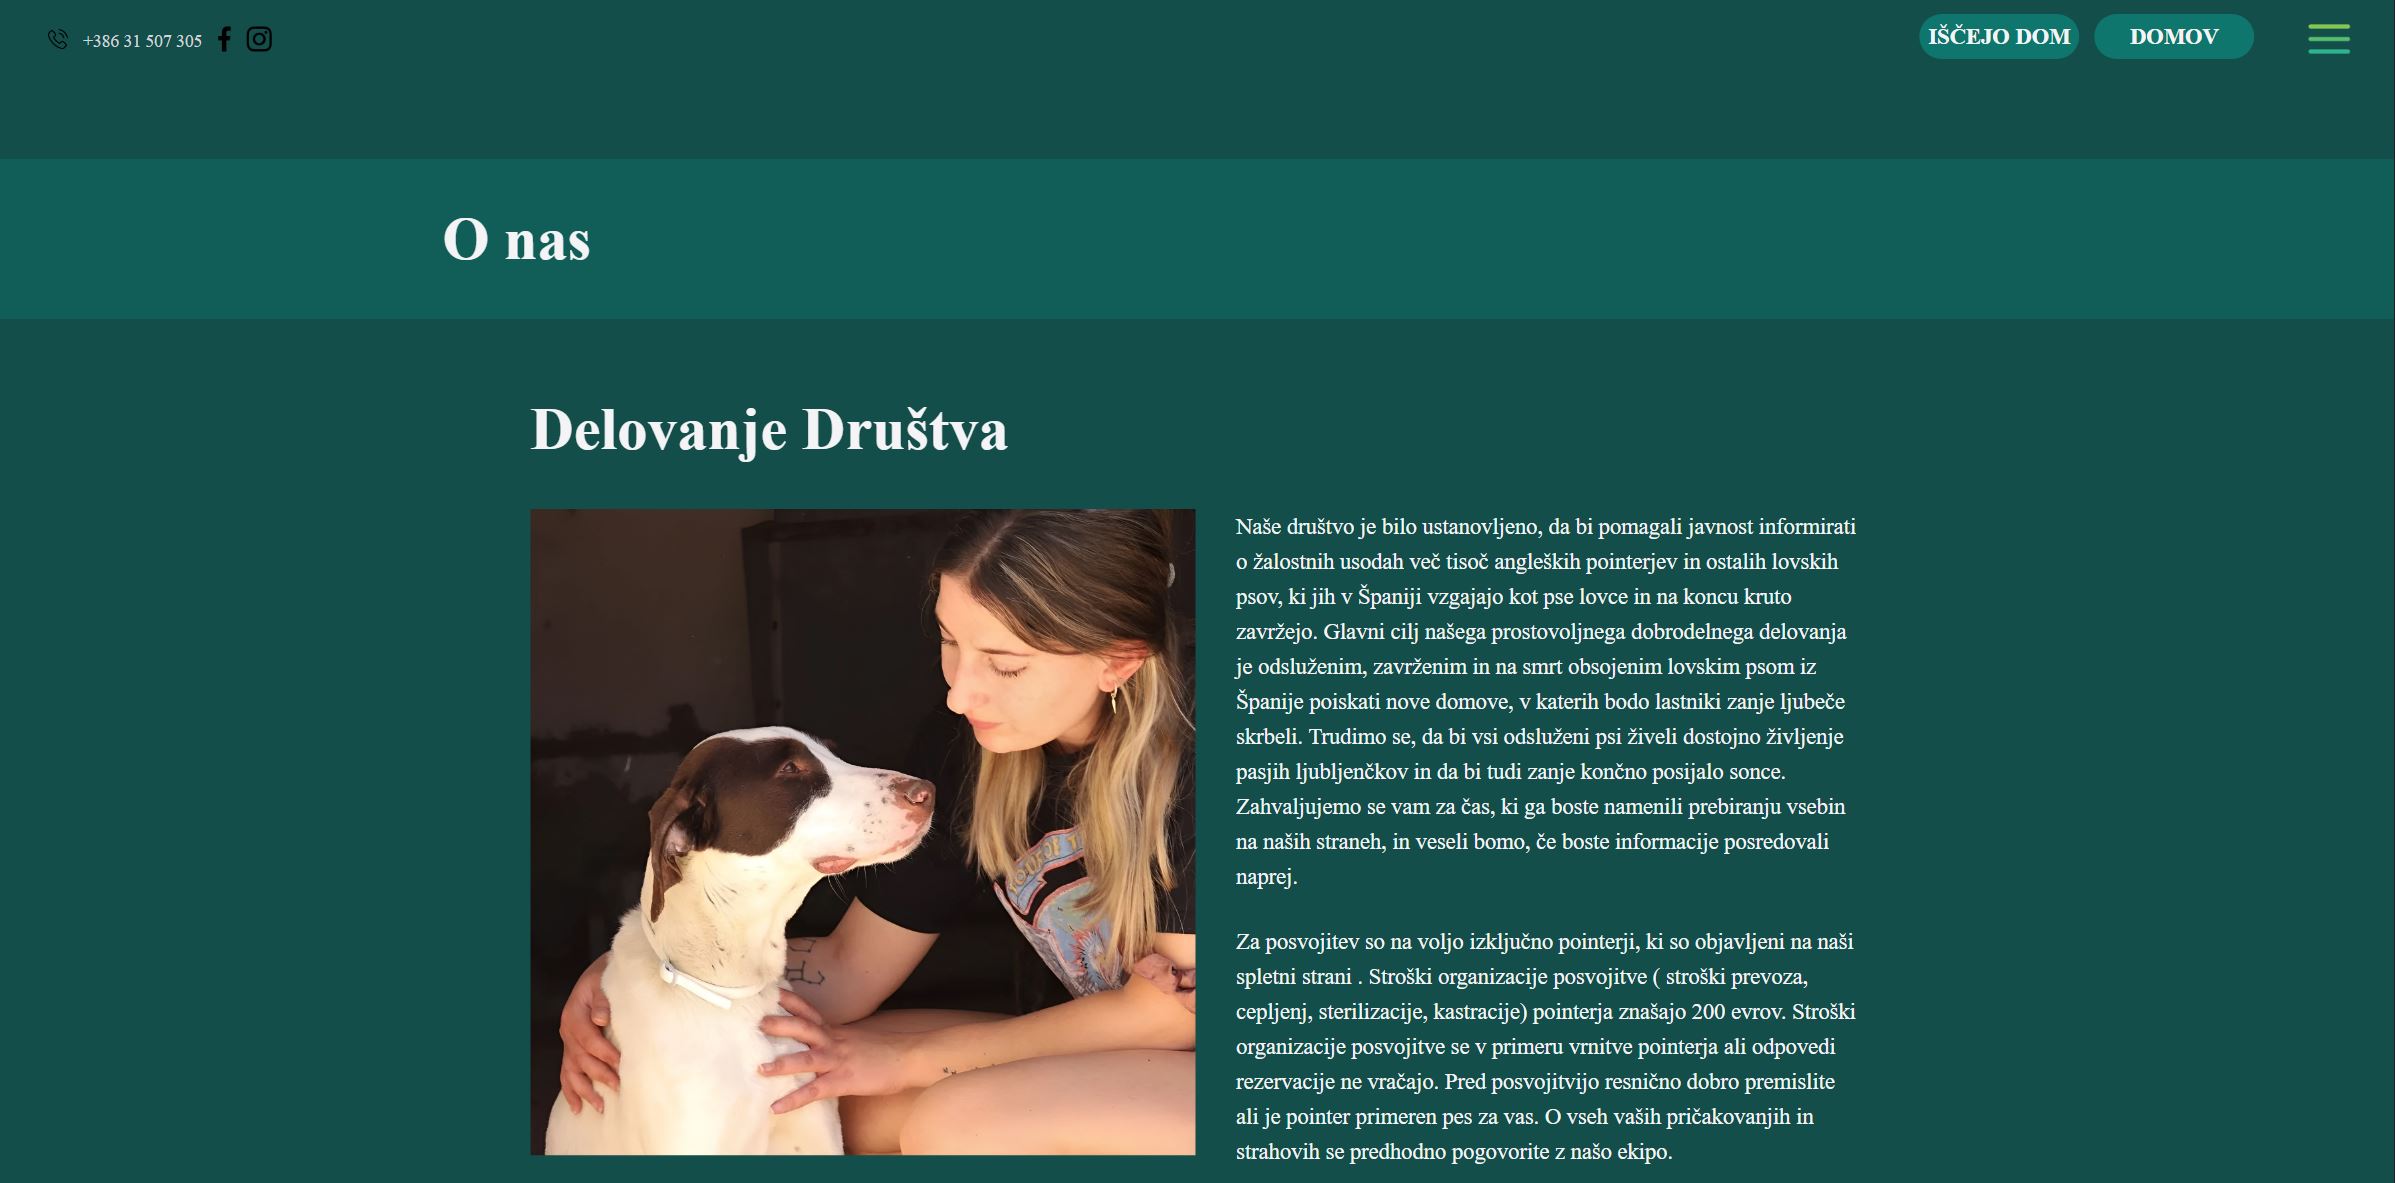 +386 31 507 305
IŠČEJO DOM
DOMOV
O nas
Delovanje Društva
Naše društvo je bilo ustanovljeno, da bi pomagali javnost informirati
o žalostnih usodah več tisoč angleških pointerjev in ostalih lovskih
psov, ki jih v Španiji vzgajajo kot pse lovce in na koncu kruto
zavržejo. Glavni cilj našega prostovoljnega dobrodelnega delovanja
je odsluženim, zavrženim in na smrt obsojenim lovskim psom iz
Španije poiskati nove domove, v katerih bodo lastniki zanje ljubeče
skrbeli. Trudimo se, da bi vsi odsluženi psi živeli dostojno življenje
pasjih ljubljenčkov in da bi tudi zanje končno posijalo sonce.
Zahvaljujemo se vam za čas, ki ga boste namenili prebiranju vsebin
na naših straneh, in veseli bomo, če boste informacije posredovali
naprej.
Za posvojitev so na voljo izključno pointerji, ki so objavljeni na naši
spletni strani . Stroški organizacije posvojitve ( stroški prevoza,
cepljenj, sterilizacije, kastracije) pointerja znašajo 200 evrov. Stroški
organizacije posvojitve se v primeru vrnitve pointerja ali odpovedi
rezervacije ne vračajo. Pred posvojitvijo resnično dobro premislite
ali je pointer primeren pes za vas. O vseh vaših pričakovanjih in
strahovih se predhodno pogovorite z našo ekipo.